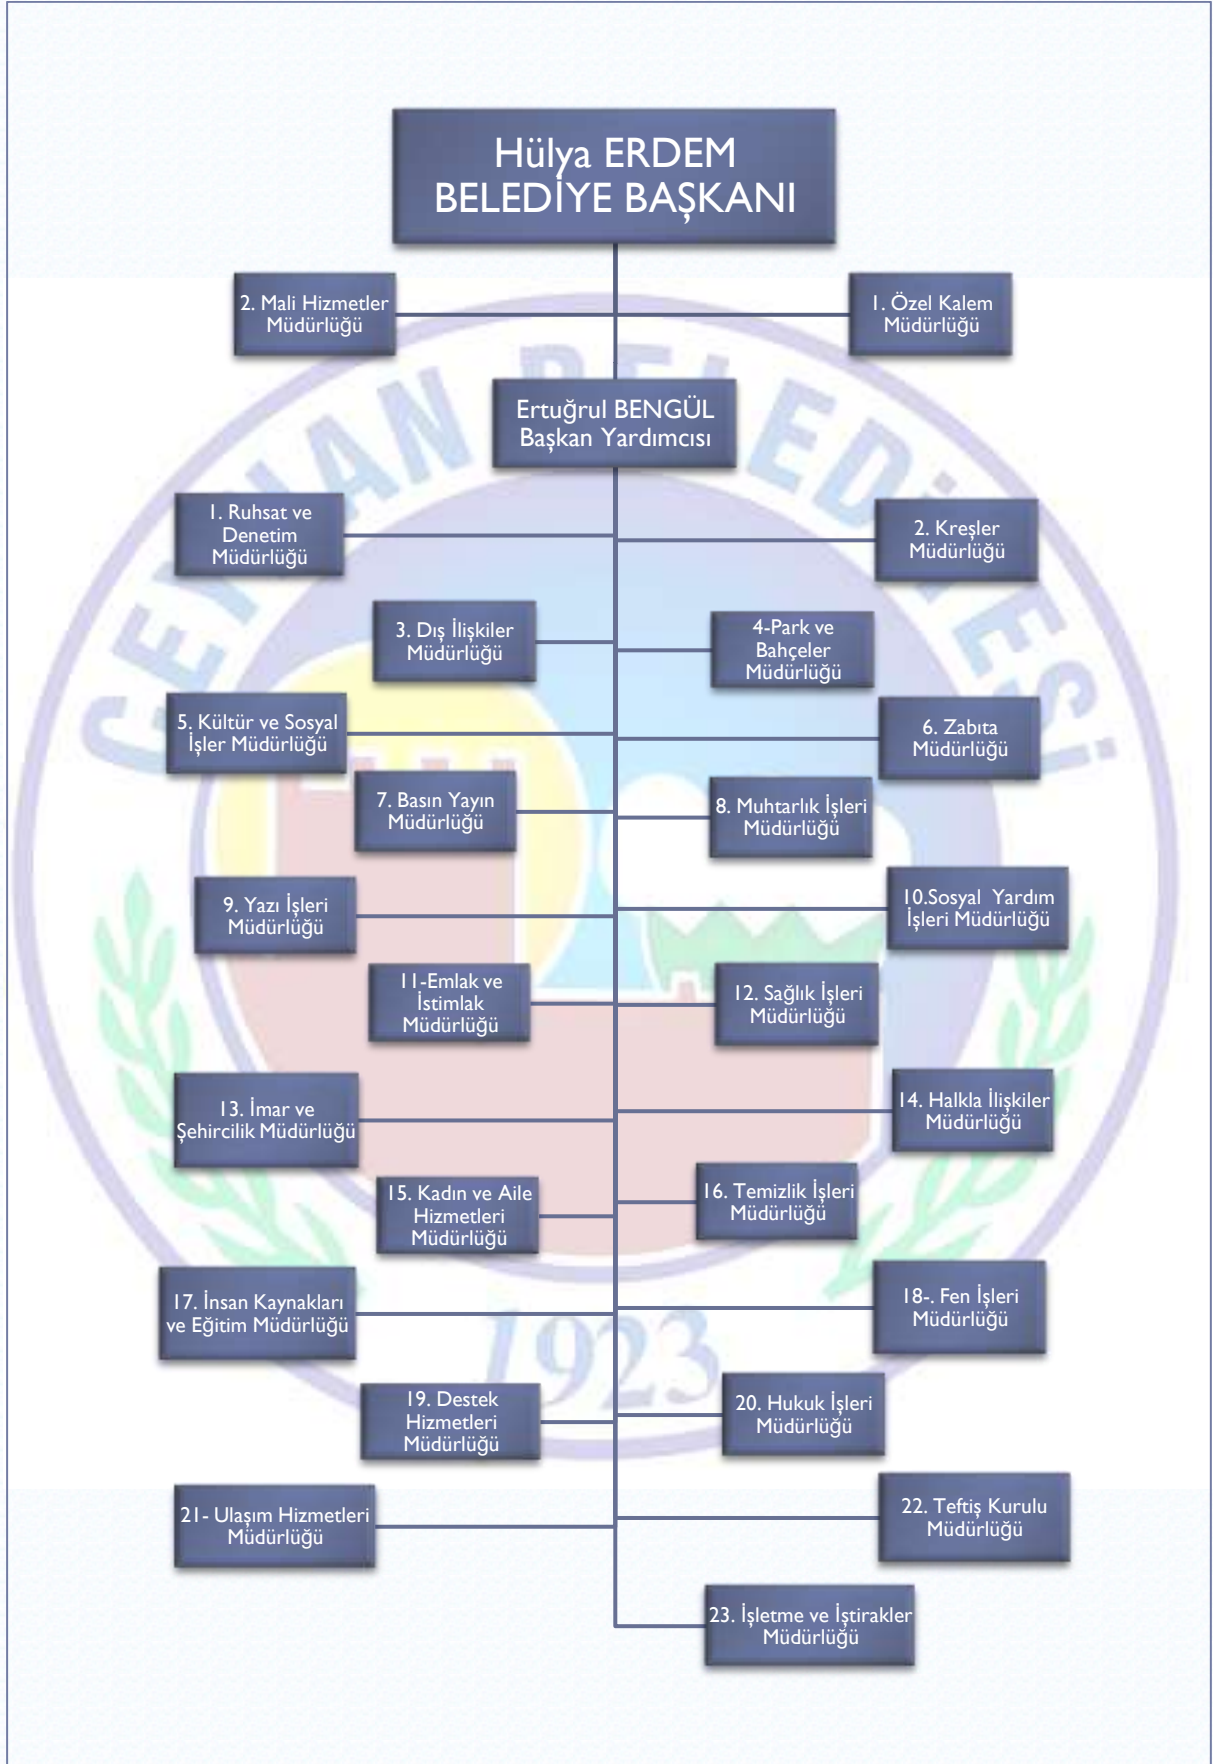 Hülya ERDEM
BELEDİYE BAŞKANI
2. Mali Hizmetler
Müdürlüğü
1. Özel Kalem
Müdürlüğü
Ertuğrul BENGÜL
Başkan Yardımcısı
1. Ruhsat ve
Denetim
Müdürlüğü
2. Kreşler
Müdürlüğü
3. Dış İlişkiler
Müdürlüğü
4-Park ve
Bahçeler
Müdürlüğü
5. Kültür ve Sosyal
İşler Müdürlüğü
6. Zabıta
Müdürlüğü
7. Basın Yayın
Müdürlüğü
8. Muhtarlık İşleri
Müdürlüğü
9. Yazı İşleri
Müdürlüğü
10.Sosyal Yardım
İşleri Müdürlüğü
11-Emlak ve
İstimlak
Müdürlüğü
12. Sağlık İşleri
Müdürlüğü
13. İmar ve
Şehircilik Müdürlüğü
14. Halkla İlişkiler
Müdürlüğü
15. Kadın ve Aile
Hizmetleri
Müdürlüğü
16. Temizlik İşleri
Müdürlüğü
17. İnsan Kaynakları
ve Eğitim Müdürlüğü
18-. Fen İşleri
Müdürlüğü
19. Destek
Hizmetleri
Müdürlüğü
20. Hukuk İşleri
Müdürlüğü
21- Ulaşım Hizmetleri
Müdürlüğü
22. Teftiş Kurulu
Müdürlüğü
23. İşletme ve İştirakler
Müdürlüğü
BELEDİYESİ
1923